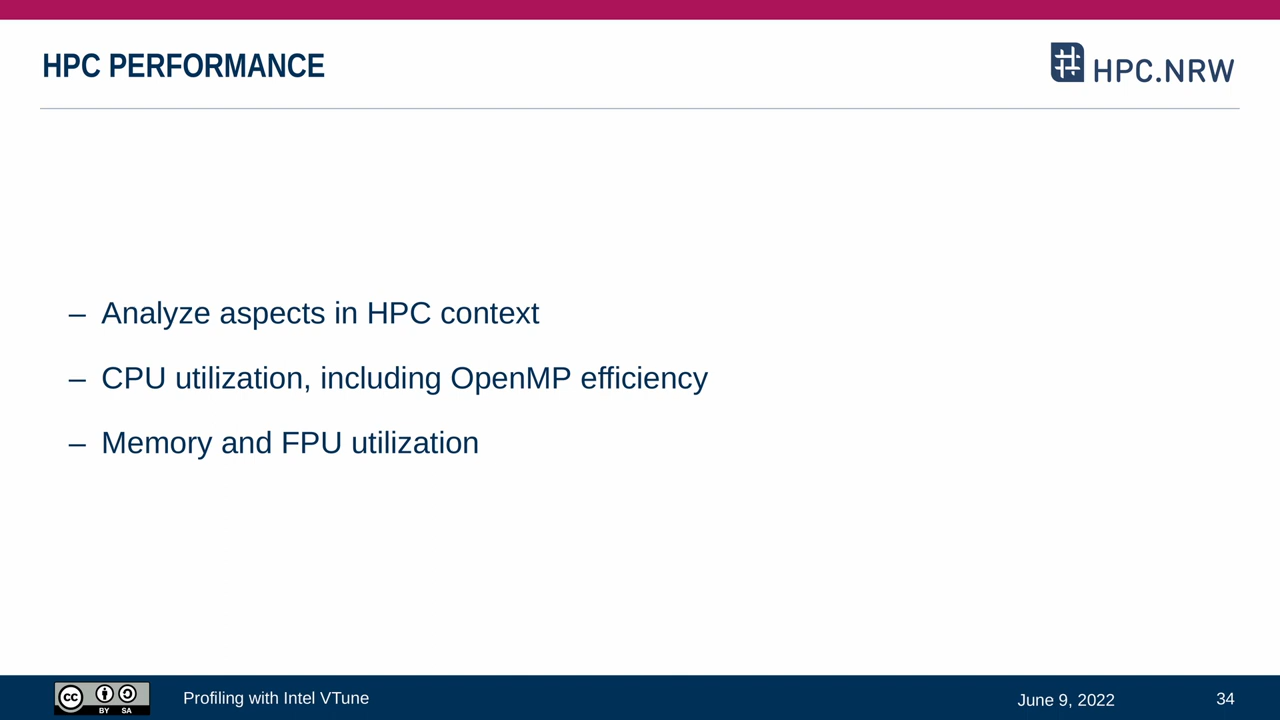 HPC PERFORMANCE
HPC.NRW
– Analyze aspects in HPC context
– CPU utilization, including OpenMP efficiency
– Memory and FPU utilization
cc BY SA
Profiling with Intel VTune
June 9, 2022
34